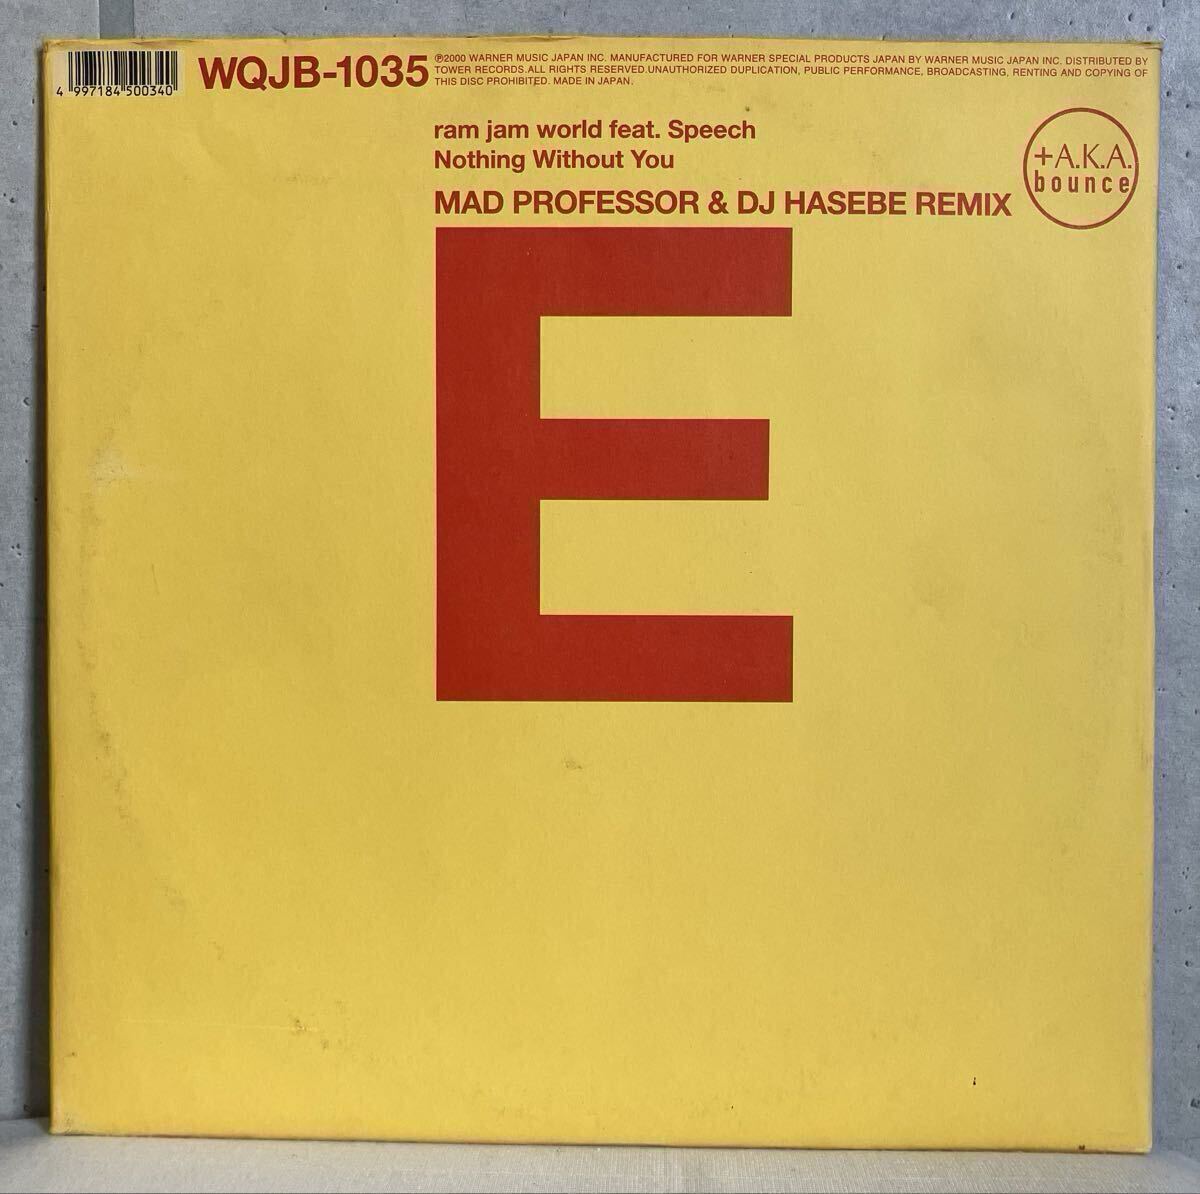 4 997184 500340
WQJB-1035
℗2000 WARNER MUSIC JAPAN INC. MANUFACTURED FOR WARNER SPECIAL PRODUCTS JAPAN BY WARNER MUSIC JAPAN INC. DISTRIBUTED BY
TOWER RECORDS.ALL RIGHTS RESERVED.UNAUTHORIZED DUPLICATION, PUBLIC PERFORMANCE, BROADCASTING, RENTING AND COPYING OF
THIS DISC PROHIBITED. MADE IN JAPAN.
ram jam world feat. Speech
Nothing Without You
MAD PROFESSOR & DJ HASEBE REMIX
+A.K.A.
bounce
E